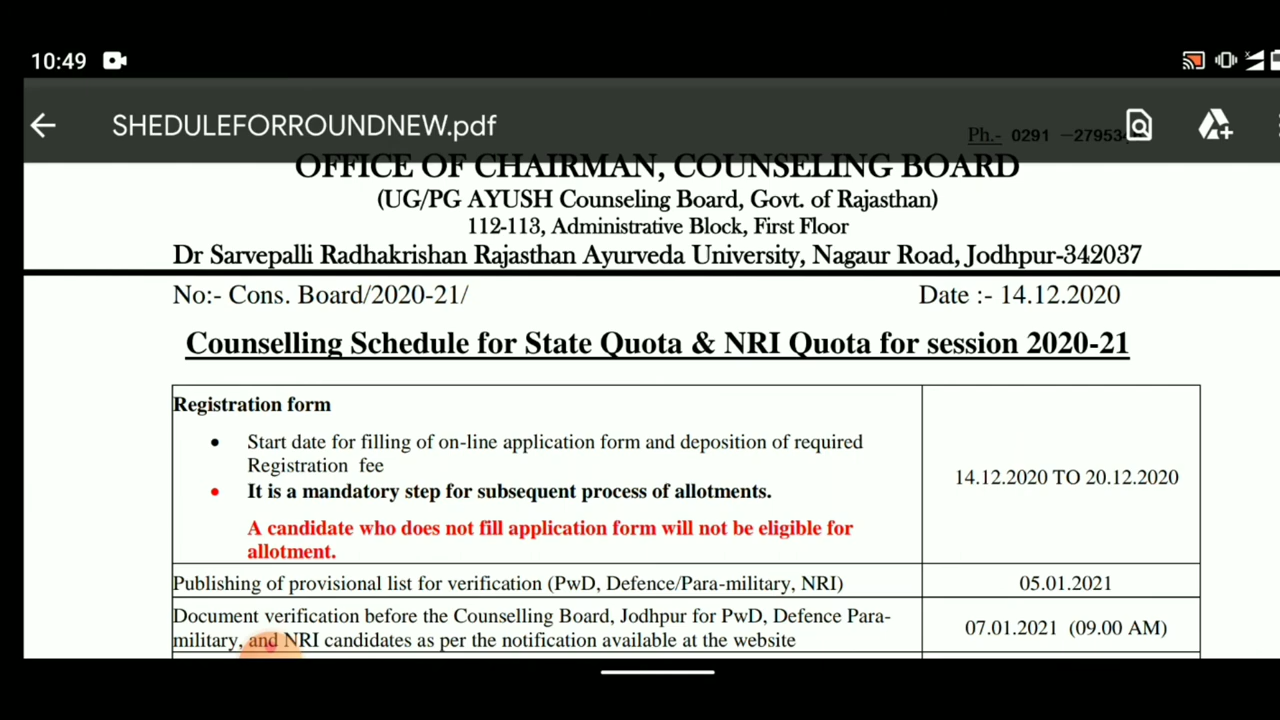 10:49
SHEDULEFORROUNDNEW.pdf
Ph.- 0291 –27953
OFFICE OF CHAIRMAN, COUNSELING BOARD
(UG/PG AYUSH Counseling Board, Govt. of Rajasthan)
112-113, Administrative Block, First Floor
Dr Sarvepalli Radhakrishan Rajasthan Ayurveda University, Nagaur Road, Jodhpur-342037
No:- Cons. Board/2020-21/ Date :- 14.12.2020
Counselling Schedule for State Quota & NRI Quota for session 2020-21
Registration form
• Start date for filling of on-line application form and deposition of required
Registration fee
• It is a mandatory step for subsequent process of allotments.
A candidate who does not fill application form will not be eligible for
allotment.
14.12.2020 TO 20.12.2020
Publishing of provisional list for verification (PwD, Defence/Para-military, NRI) 05.01.2021
Document verification before the Counselling Board, Jodhpur for PwD, Defence Para-
military, and NRI candidates as per the notification available at the website
07.01.2021 (09.00 AM)